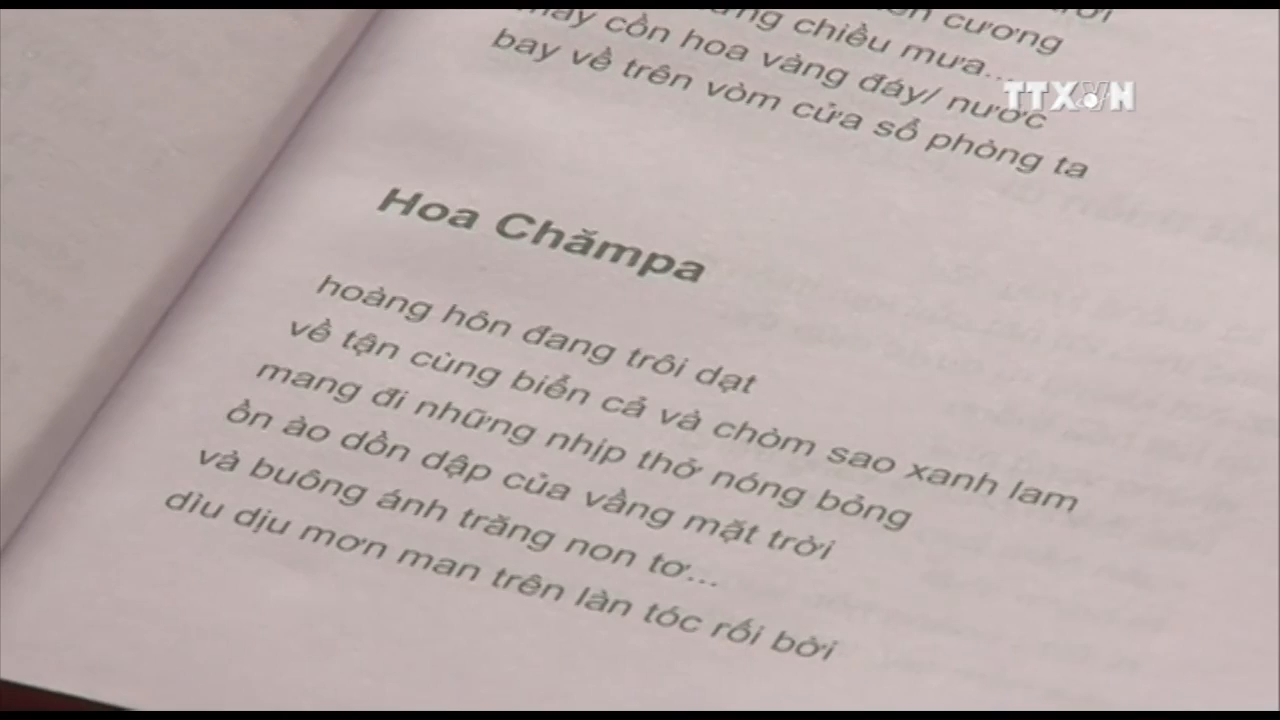 cương
chiều mưa...
cồn hoa vàng đáy/ nước
bay về trên vòm cửa sổ phòng ta
TTXVN
Hoa Chămpa
hoàng hôn đang trôi dạt
về tận cùng biển cả và chòm sao xanh lam
mang đi những nhịp thở nóng bỏng
ồn ào dồn dập của vầng mặt trời
và buông ánh trăng non tơ...
dìu dịu mơn man trên làn tóc rối bời